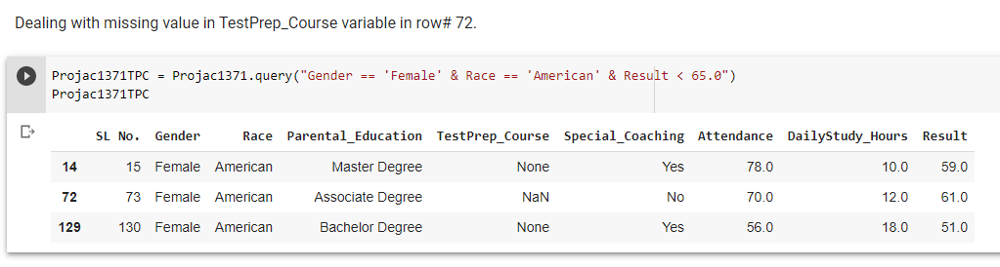 Dealing with missing value in TestPrep_Course variable in row# 72.
Projac1371TPC = Projac1371.query("Gender == 'Female' & Race == 'American' & Result < 65.0")
Projac1371TPC
SL No. Gender Race Parental_Education TestPrep_Course Special_Coaching Attendance DailyStudy_Hours Result
14 15 Female American Master Degree None Yes 78.0 10.0 59.0
72 73 Female American Associate Degree NaN No 70.0 12.0 61.0
129 130 Female American Bachelor Degree None Yes 56.0 18.0 51.0